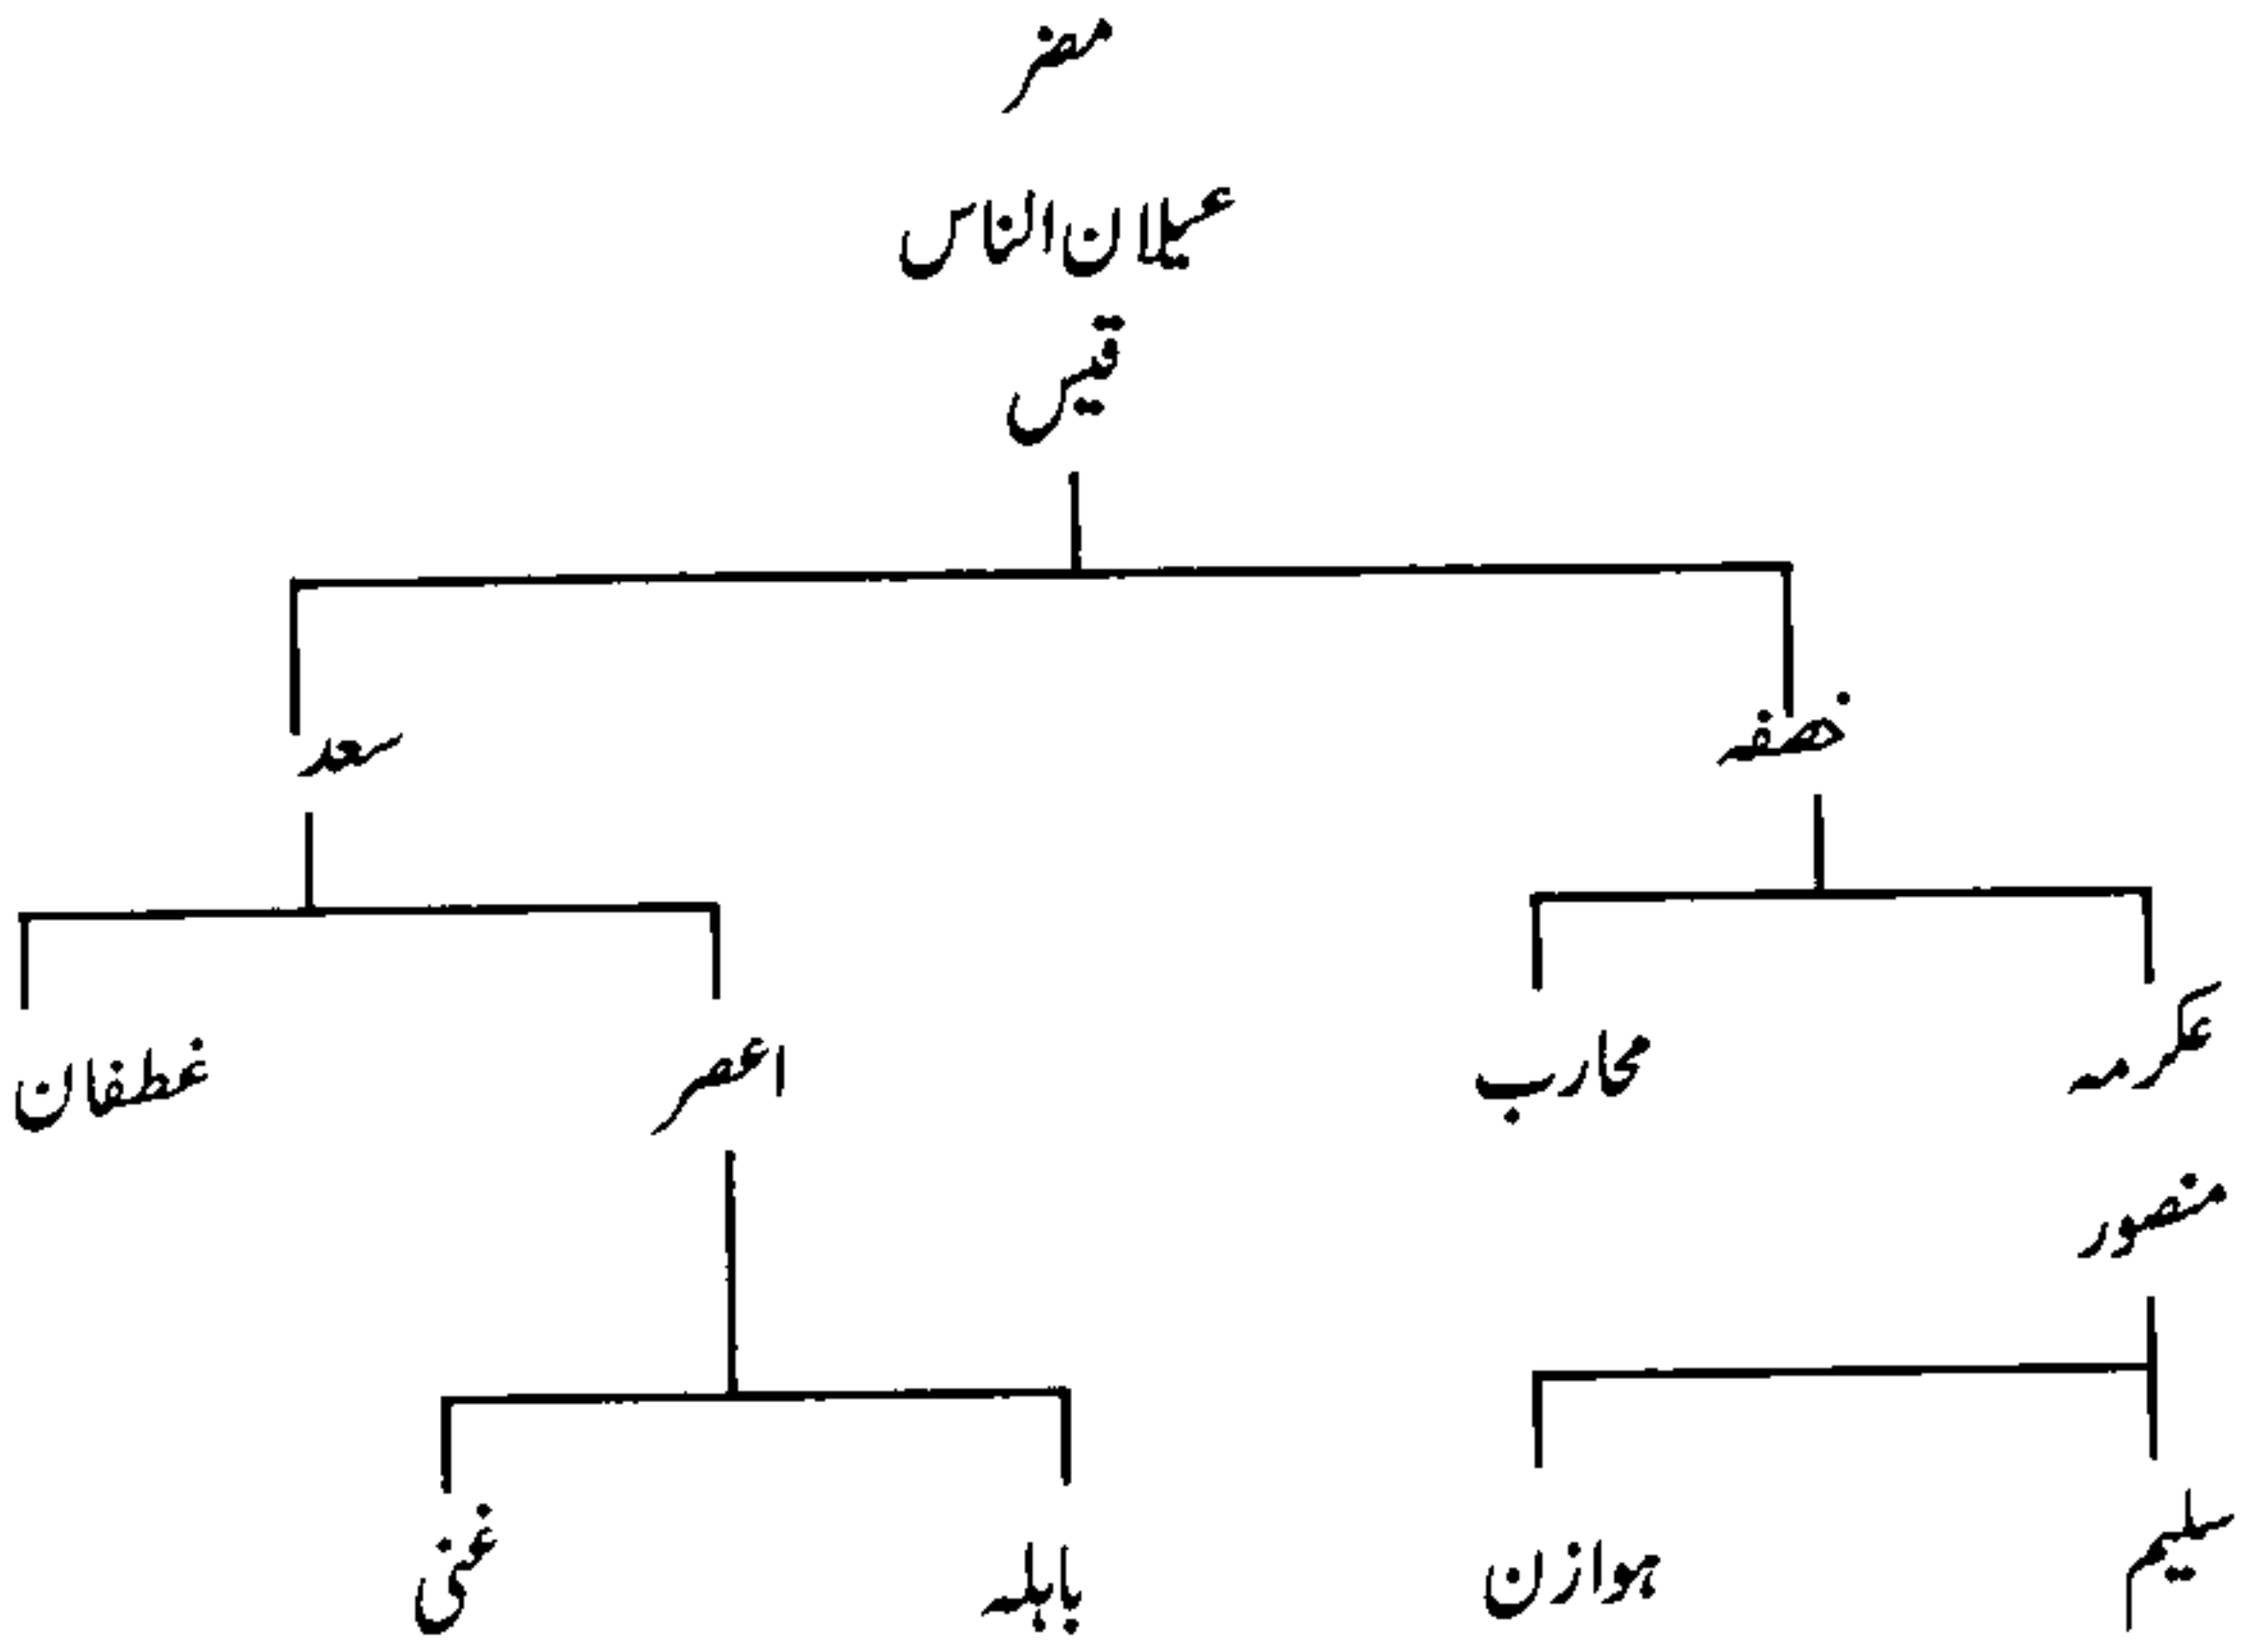 مضر
عیلان الناس
قیس
خصفہ سعد
عکرمہ محارب اعصر غطفان
منصور
سلیم ہوازن باہلہ غنی